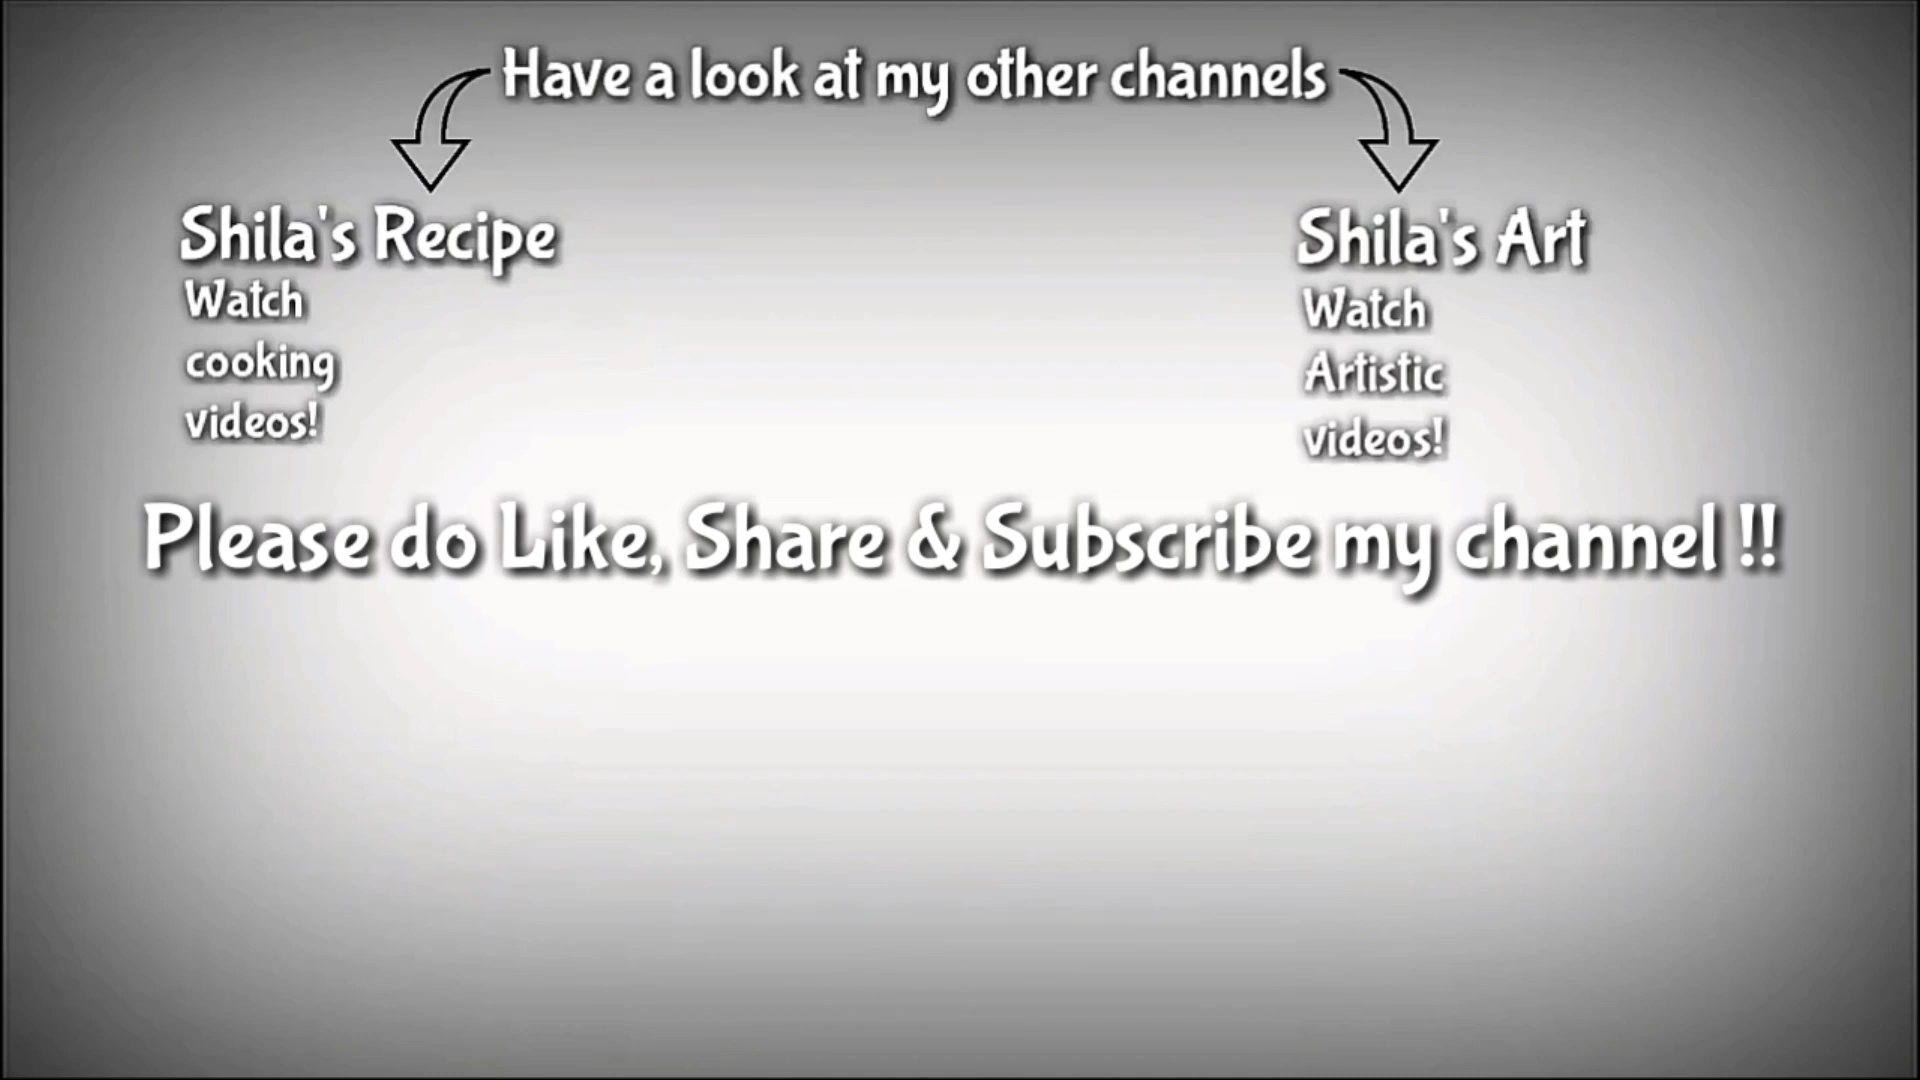 Have a look at my other channels
Shila's Recipe
Watch
cooking
videos!
Shila's Art
Watch
Artistic
videos!
Please do Like, Share & Subscribe my channel !!